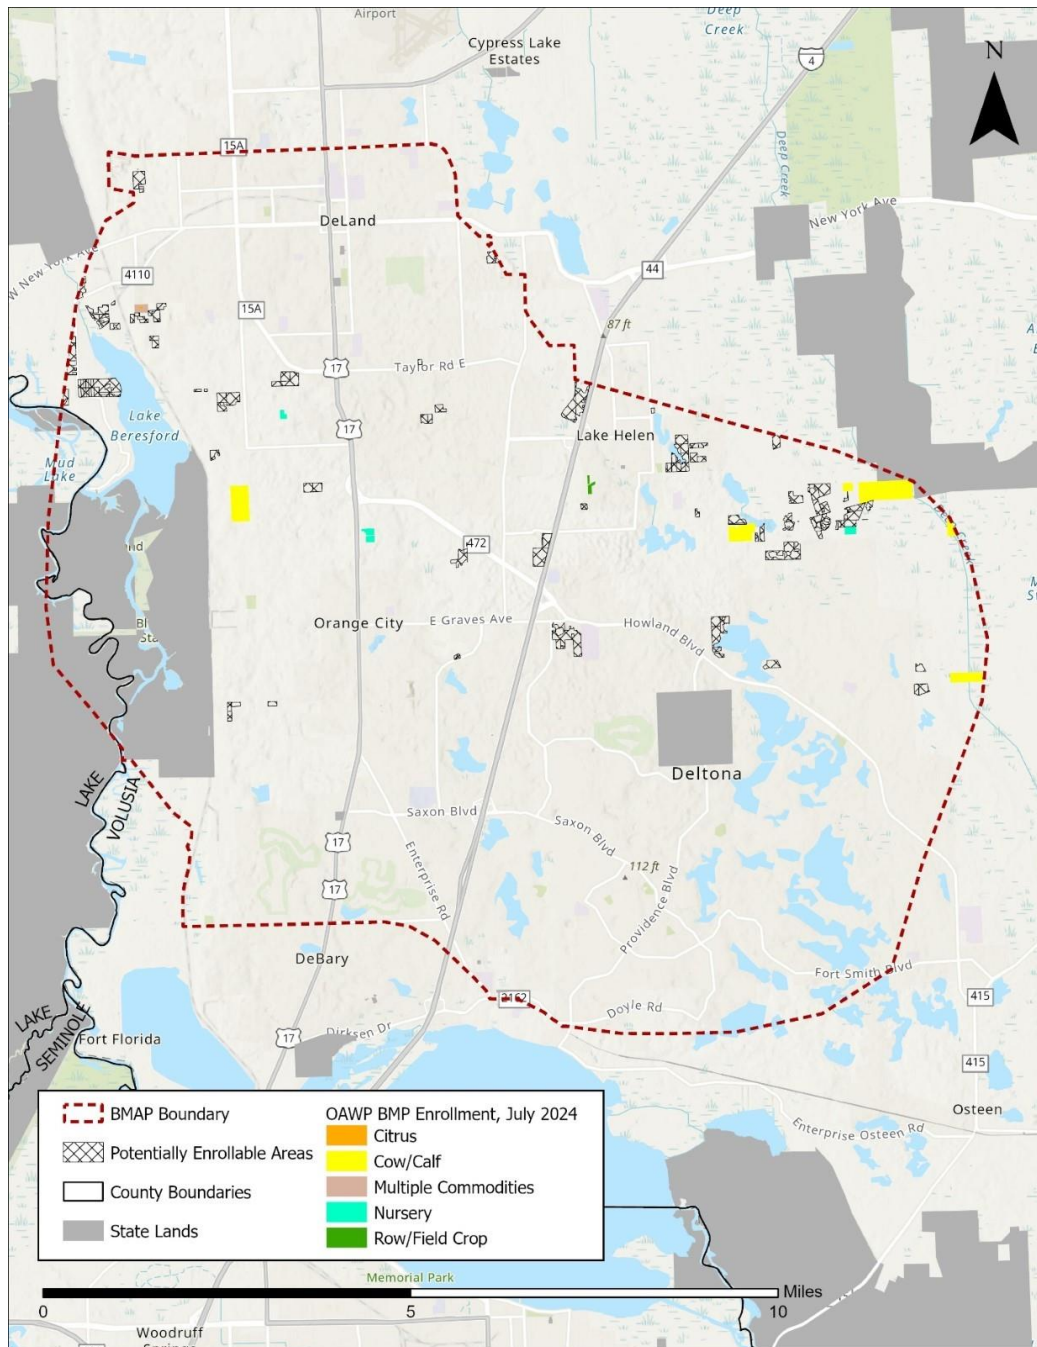 Airport
Deep
Creek
Cypress Lake
Estates
4
N
Deep Creek
15A
New York Ave
DeLand
W New York Ave
4110
44
15A
87 ft
17
Taylor Rd E
Lake
Beresford
17
Lake Helen
Mud
Lake
472
Orange City
E Graves Ave
Howland Blvd
Deltona
LAKE
VOLUSIA
Saxon Blvd
Saxon Blvd
17
Enterprise Rd
112 ft
17
Providence Blvd
DeBary
Fort Smith Blvd
415
Doyle Rd
LAKE
SEMINOLE
Fort Florida
17
Dirksen Dr
415
Osteen
Enterprise Osteen Rd
BMAP Boundary
Potentially Enrollable Areas
County Boundaries
State Lands
OAWP BMP Enrollment, July 2024
Citrus
Cow/Calf
Multiple Commodities
Nursery
Row/Field Crop
Memorial Park
Miles
0
5
10
Woodruff
Springs